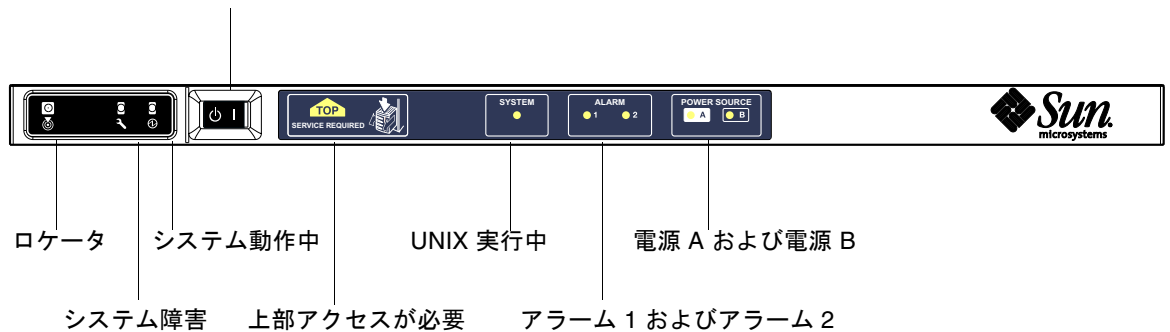 TOP
SERVICE REQUIRED
SYSTEM
ALARM
1 2
POWER SOURCE
A B
Sun.
microsystems
ロケータ
システム動作中
UNIX 実行中
電源 A および電源 B
システム障害
上部アクセスが必要
アラーム 1 およびアラーム 2